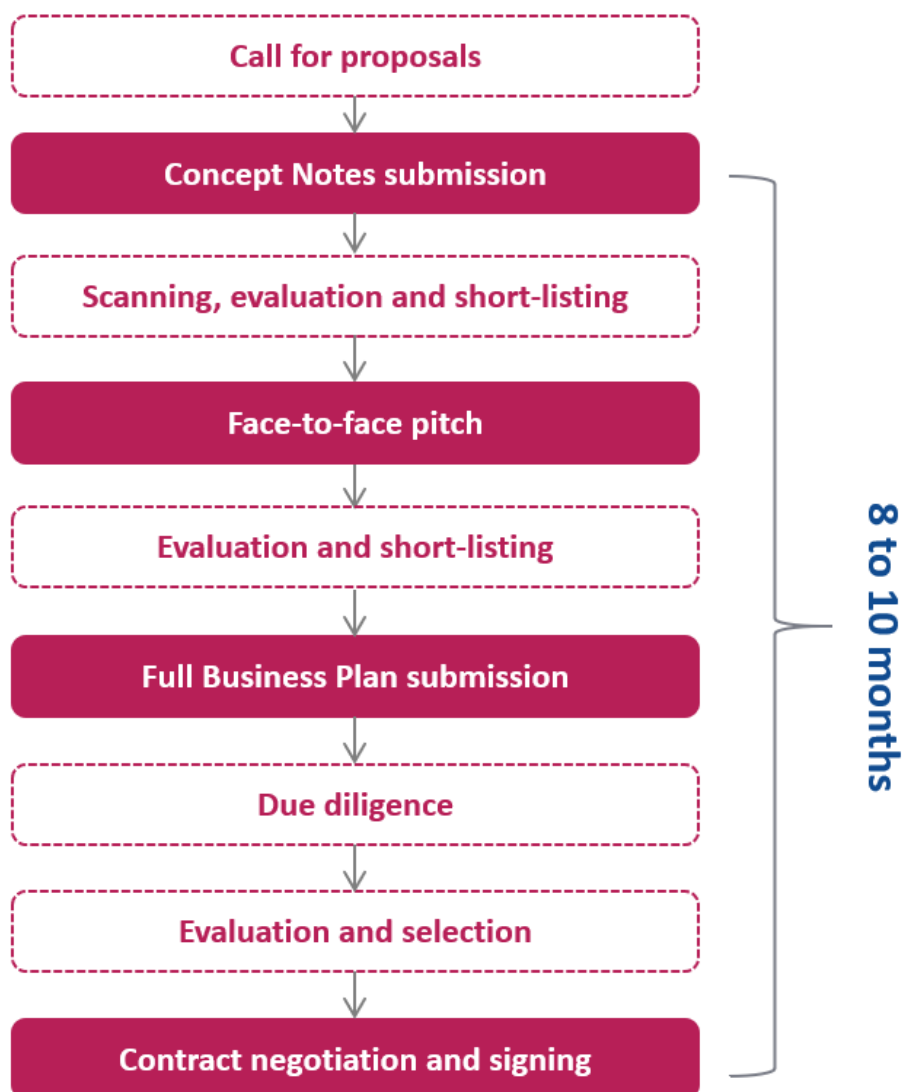 Call for proposals
Concept Notes submission
Scanning, evaluation and short-listing
Face-to-face pitch
Evaluation and short-listing
Full Business Plan submission
Due diligence
Evaluation and selection
Contract negotiation and signing
8 to 10 months